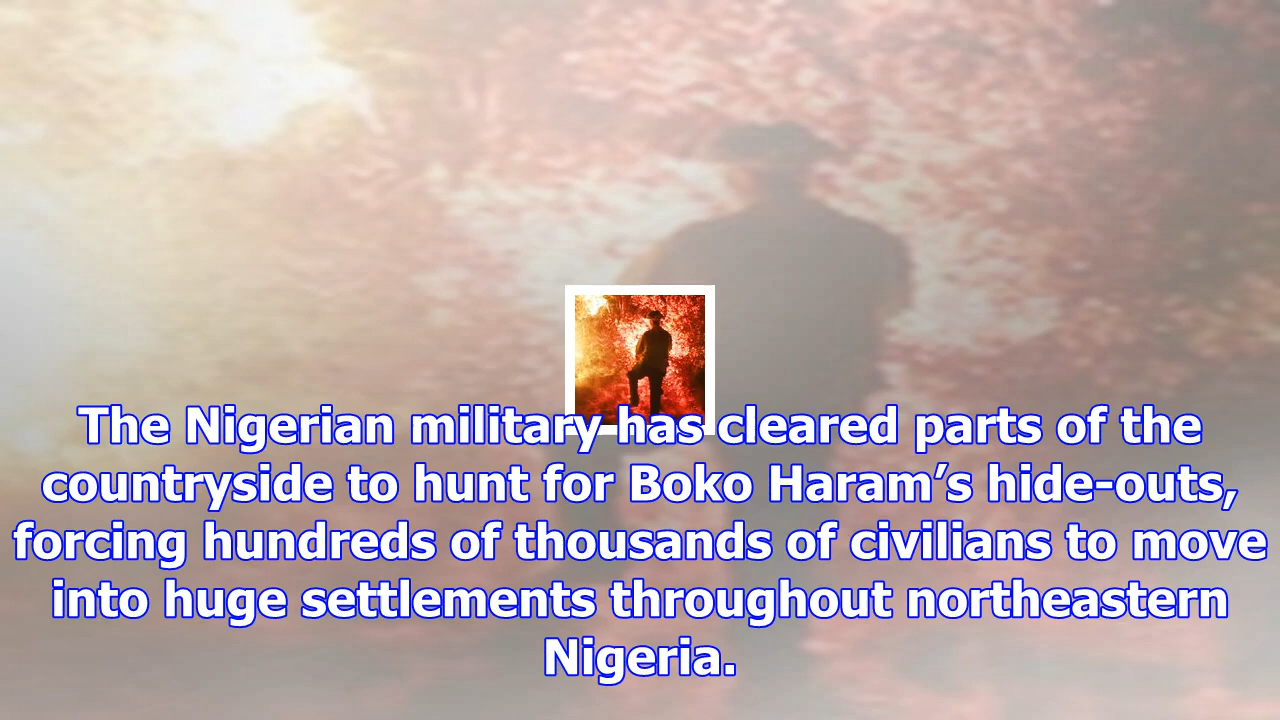 The Nigerian military has cleared parts of the
countryside to hunt for Boko Haram’s hide-outs,
forcing hundreds of thousands of civilians to move
into huge settlements throughout northeastern
Nigeria.